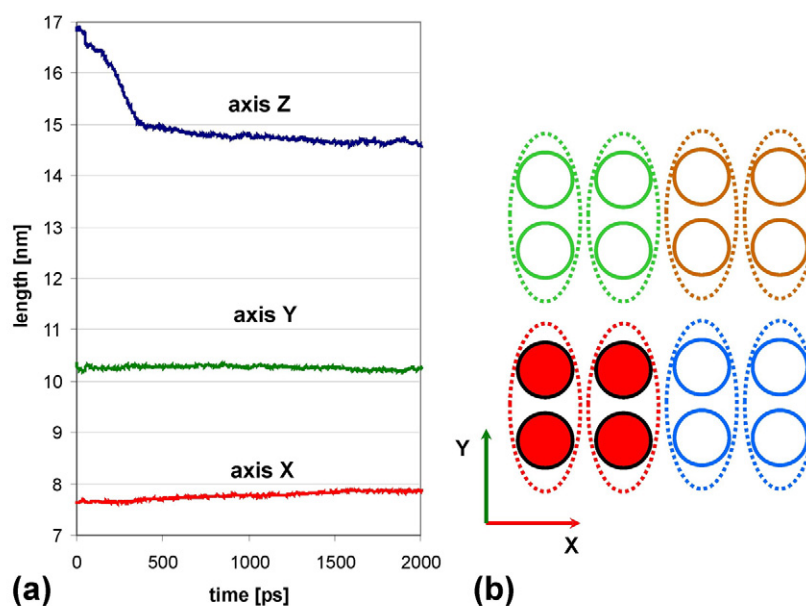 17
16
15
14
13
12
11
10
9
8
7
length [nm]
axis Z
axis Y
axis X
0
500
1000
1500
2000
time [ps]
(a)
Y
X
(b)